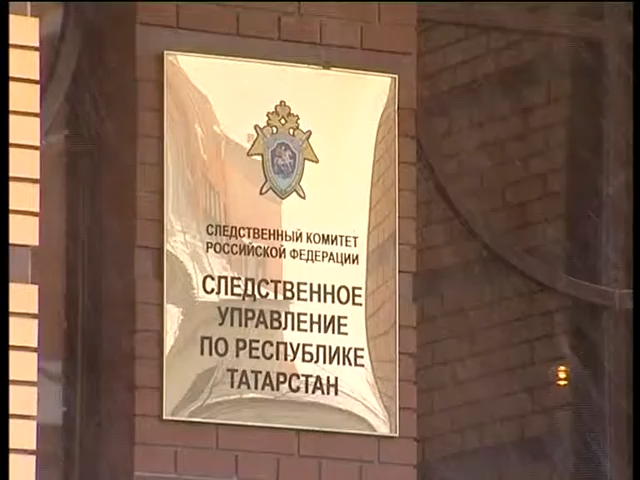 СЛЕДСТВЕННЫЙ КОМИТЕТ
РОССИЙСКОЙ ФЕДЕРАЦИИ
СЛЕДСТВЕННОЕ
УПРАВЛЕНИЕ
ПО РЕСПУБЛИКЕ
ТАТАРСТАН